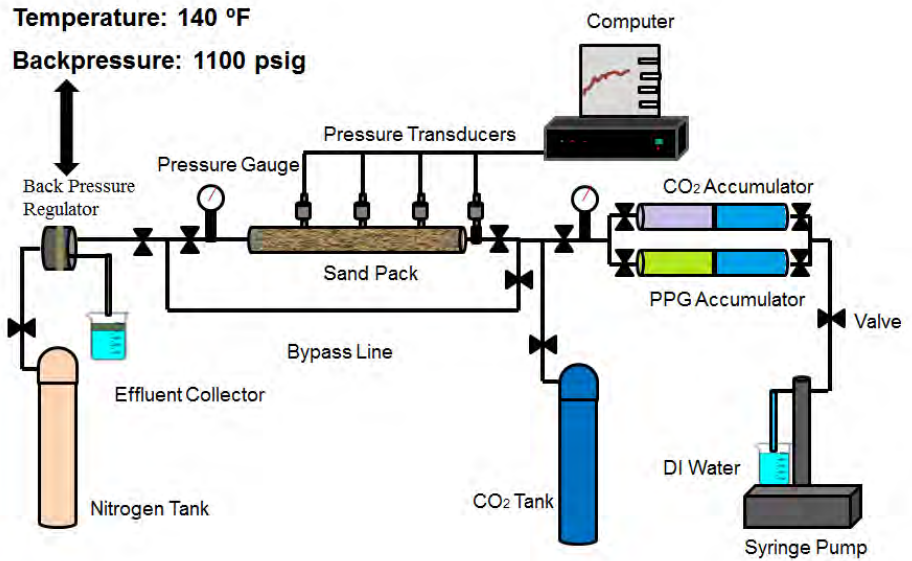 Temperature: 140 ºF
Backpressure: 1100 psig
Computer
Pressure Transducers
Pressure Gauge
Back Pressure
Regulator
CO₂ Accumulator
Sand Pack
PPG Accumulator
Valve
Bypass Line
Effluent Collector
DI Water
Nitrogen Tank
CO₂ Tank
Syringe Pump